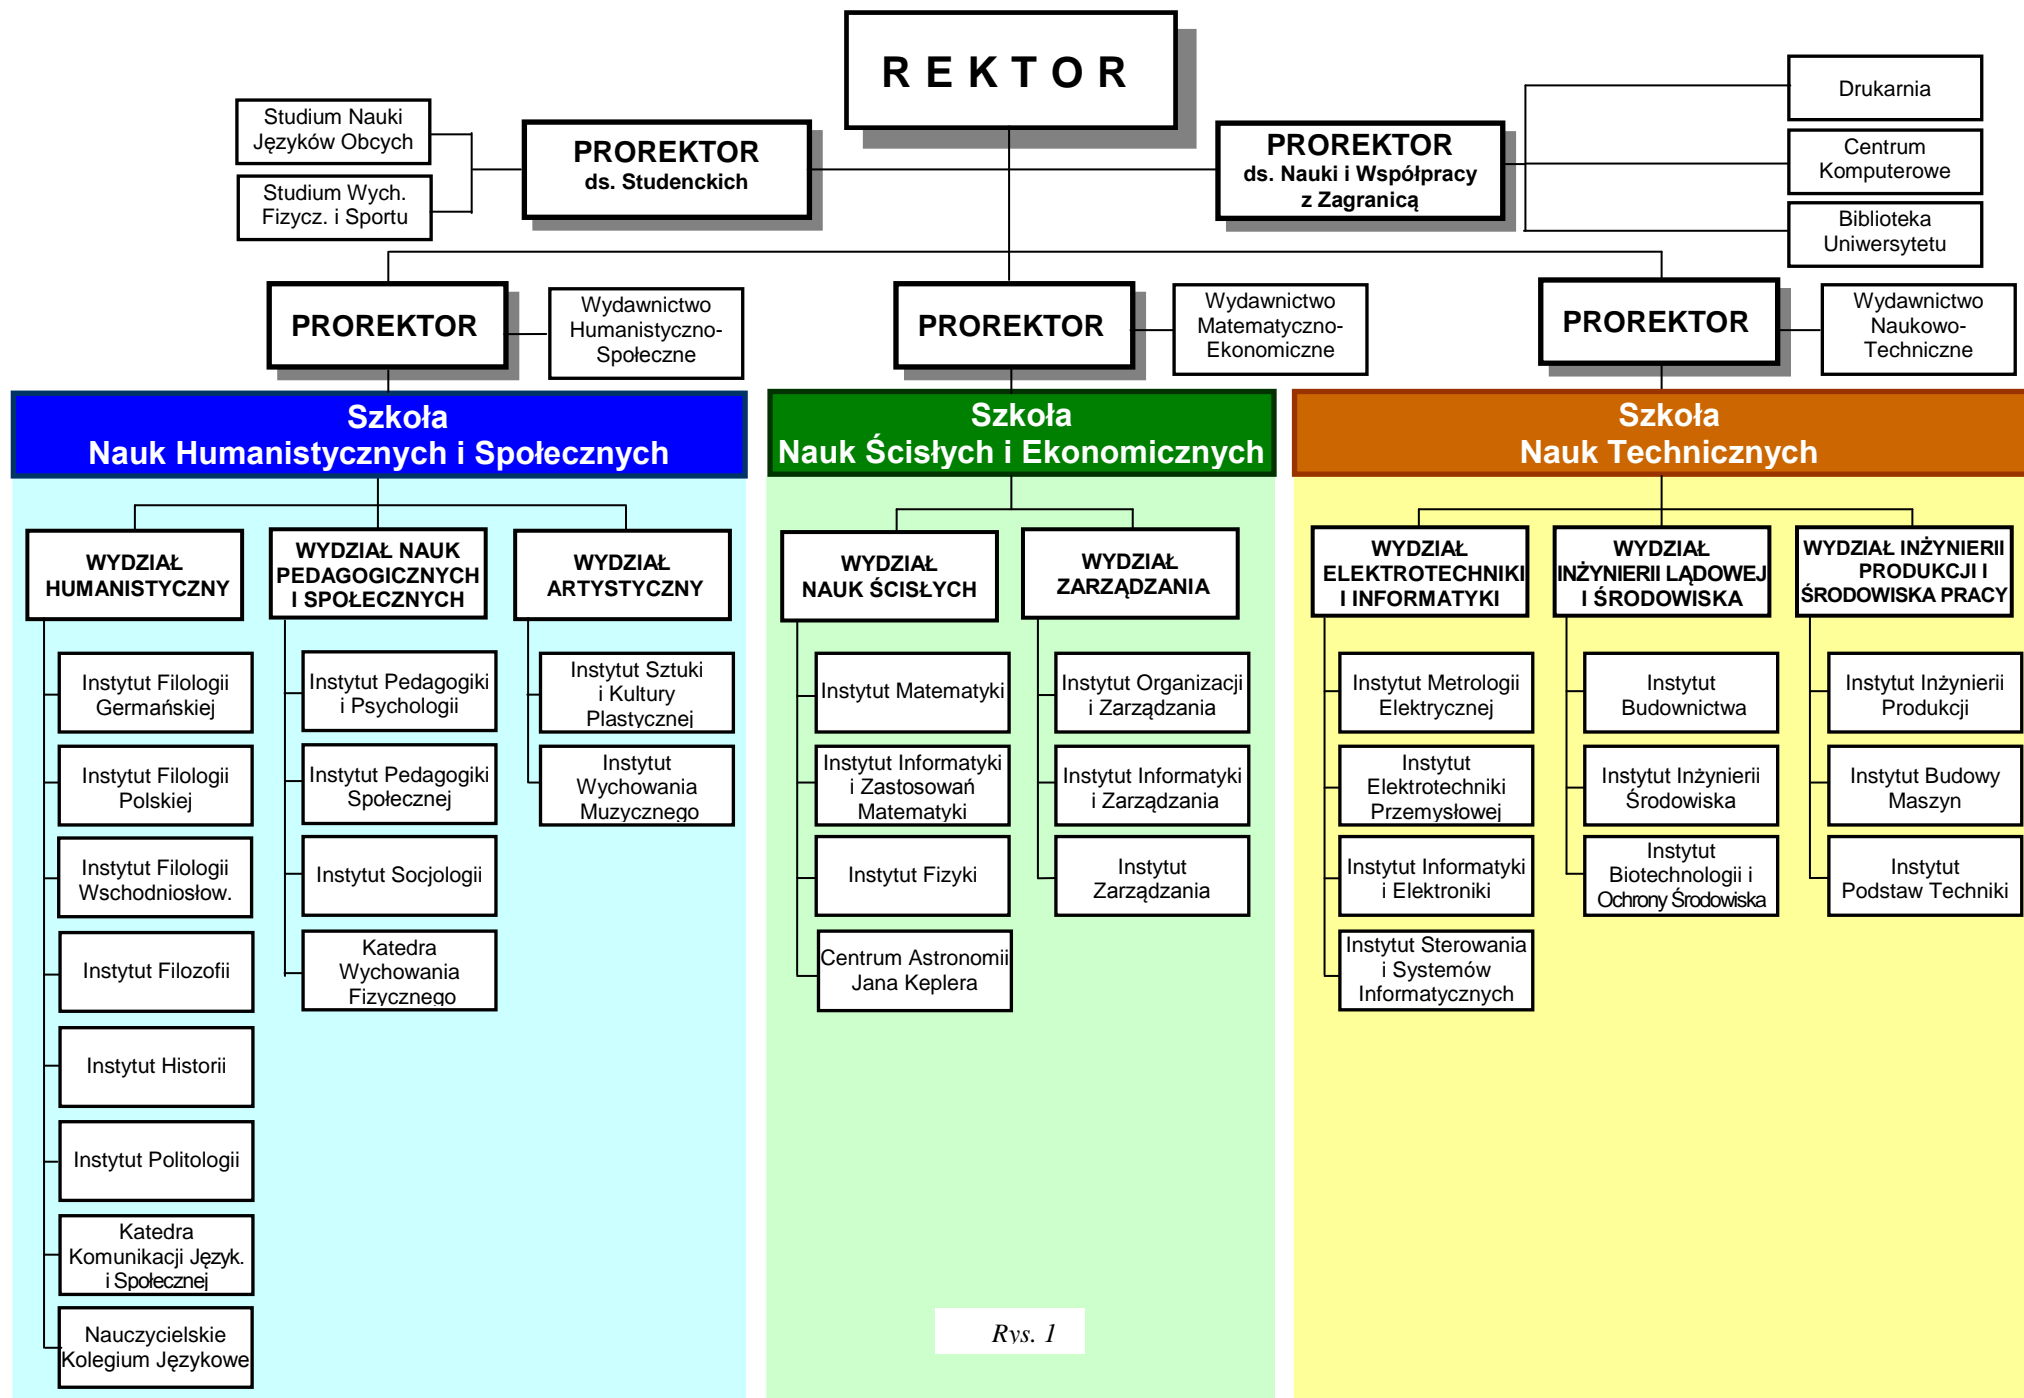 R E K T O R
Studium Nauki
Języków Obcych
Studium Wych.
Fizycz. i Sportu
PROREKTOR
ds. Studenckich
PROREKTOR
ds. Nauki i Współpracy
z Zagranicą
Drukarnia
Centrum
Komputerowe
Biblioteka
Uniwersytetu
PROREKTOR
Wydawnictwo
Humanistyczno-
Społeczne
PROREKTOR
Wydawnictwo
Matematyczno-
Ekonomiczne
PROREKTOR
Wydawnictwo
Naukowo-
Techniczne
Szkoła
Nauk Humanistycznych i Społecznych
WYDZIAŁ
HUMANISTYCZNY
Instytut Filologii
Germańskiej
Instytut Filologii
Polskiej
Instytut Filologii
Wschodniosłow.
Instytut Filozofii
Instytut Historii
Instytut Politologii
Katedra
Komunikacji Język.
i Społecznej
Nauczycielskie
Kolegium Językowe
WYDZIAŁ NAUK
PEDAGOGICZNYCH
I SPOŁECZNYCH
Instytut Pedagogiki
i Psychologii
Instytut Pedagogiki
Społecznej
Instytut Socjologii
Katedra
Wychowania
Fizycznego
WYDZIAŁ
ARTYSTYCZNY
Instytut Sztuki
i Kultury
Plastycznej
Instytut
Wychowania
Muzycznego
Szkoła
Nauk Ścisłych i Ekonomicznych
WYDZIAŁ
NAUK ŚCISŁYCH
Instytut Matematyki
Instytut Informatyki
i Zastosowań
Matematyki
Instytut Fizyki
Centrum Astronomii
Jana Keplera
WYDZIAŁ
ZARZĄDZANIA
Instytut Organizacji
i Zarządzania
Instytut Informatyki
i Zarządzania
Instytut
Zarządzania
Szkoła
Nauk Technicznych
WYDZIAŁ
ELEKTROTECHNIKI
I INFORMATYKI
Instytut Metrologii
Elektrycznej
Instytut
Elektrotechniki
Przemysłowej
Instytut Informatyki
i Elektroniki
Instytut Sterowania
i Systemów
Informatycznych
WYDZIAŁ
INŻYNIERII LĄDOWEJ
I ŚRODOWISKA
Instytut
Budownictwa
Instytut Inżynierii
Środowiska
Instytut
Biotechnologii i
Ochrony Środowiska
WYDZIAŁ INŻYNIERII
PRODUKCJI I
ŚRODOWISKA PRACY
Instytut Inżynierii
Produkcji
Instytut Budowy
Maszyn
Instytut
Podstaw Techniki
Rys. 1